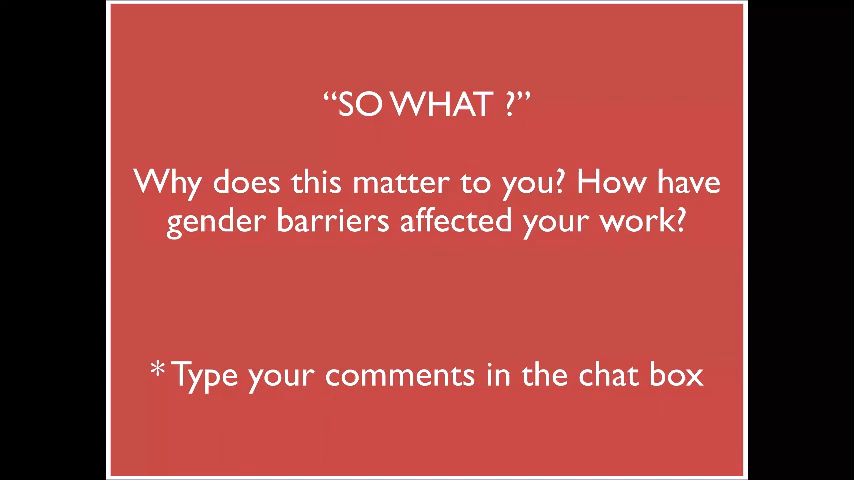 “SO WHAT ?”
Why does this matter to you? How have
gender barriers affected your work?
* Type your comments in the chat box